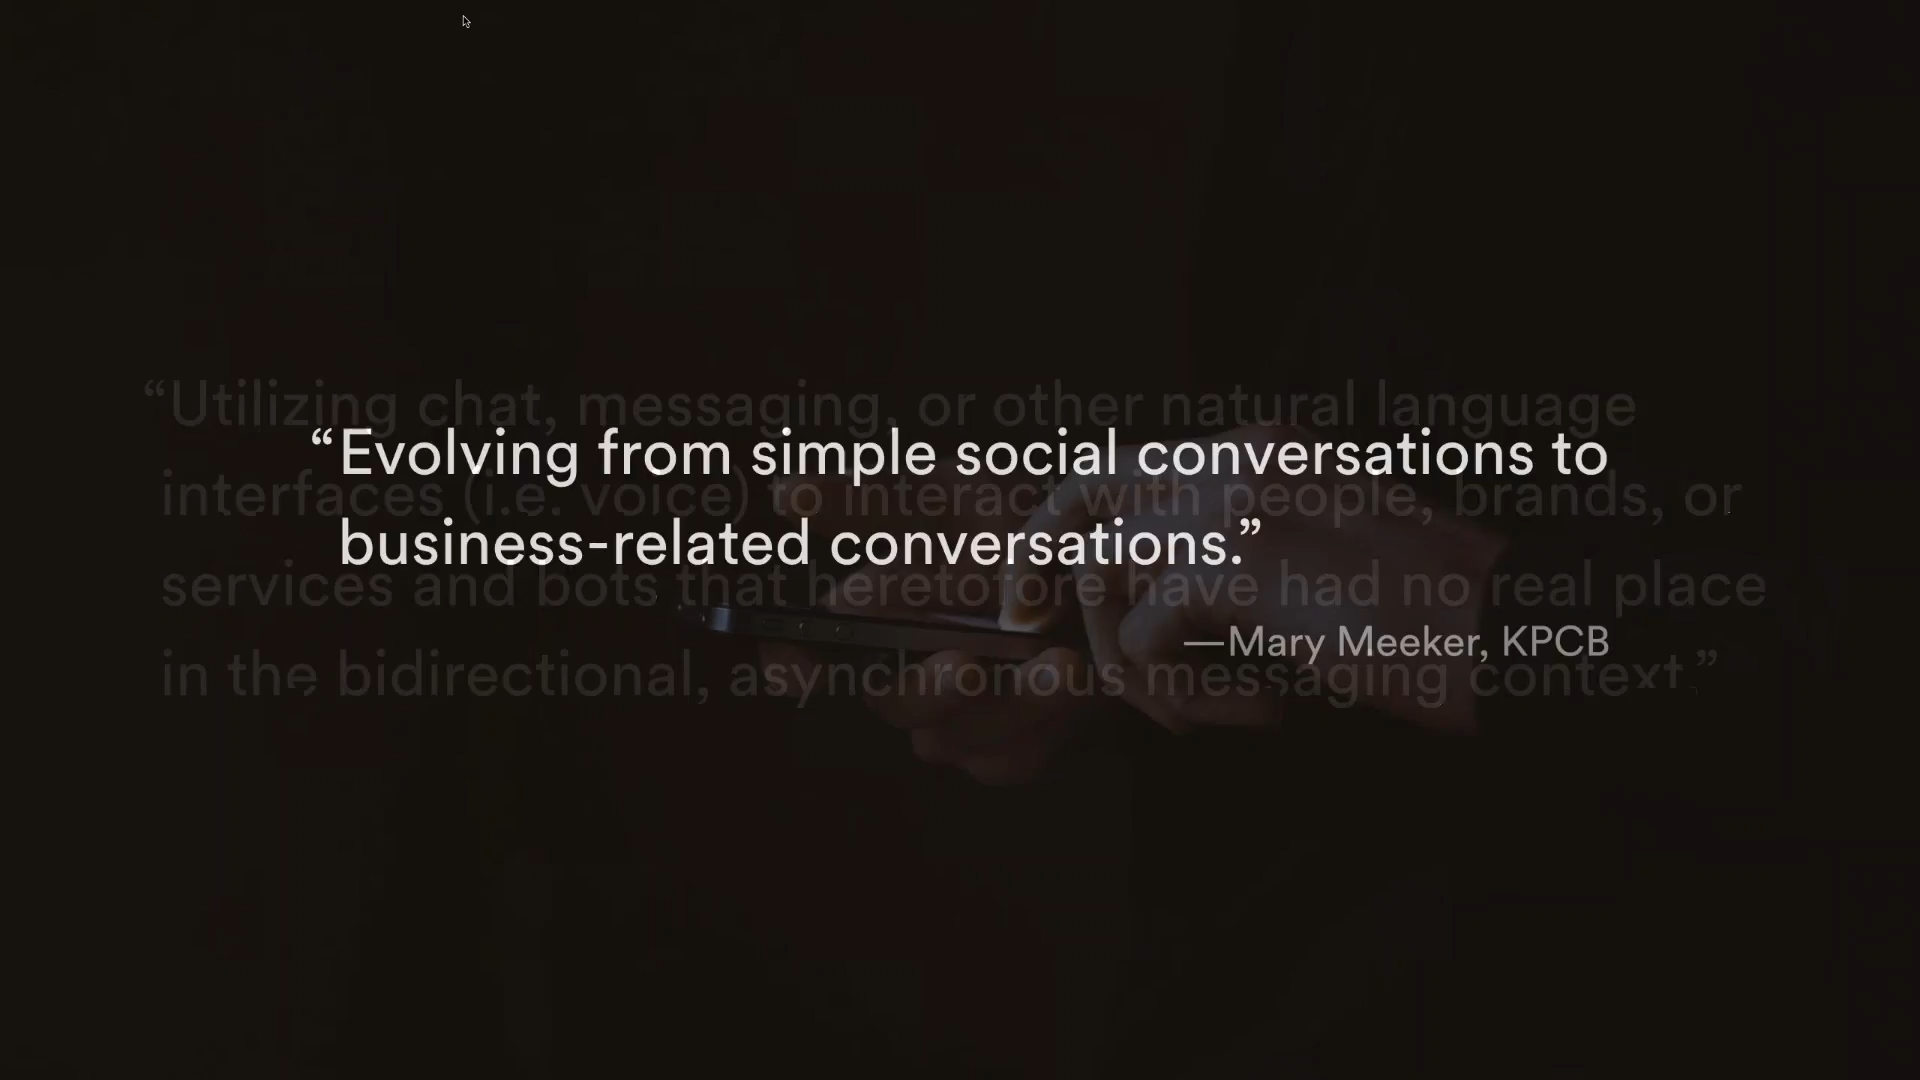 “Evolving from simple social conversations to
business-related conversations.”
—Mary Meeker, KPCB
“Utilizing chat, messaging, or other natural language
interfaces (i.e. voice) to interact with people, brands, or
services and bots that heretofore have had no real place
in the bidirectional, asynchronous messaging context.”